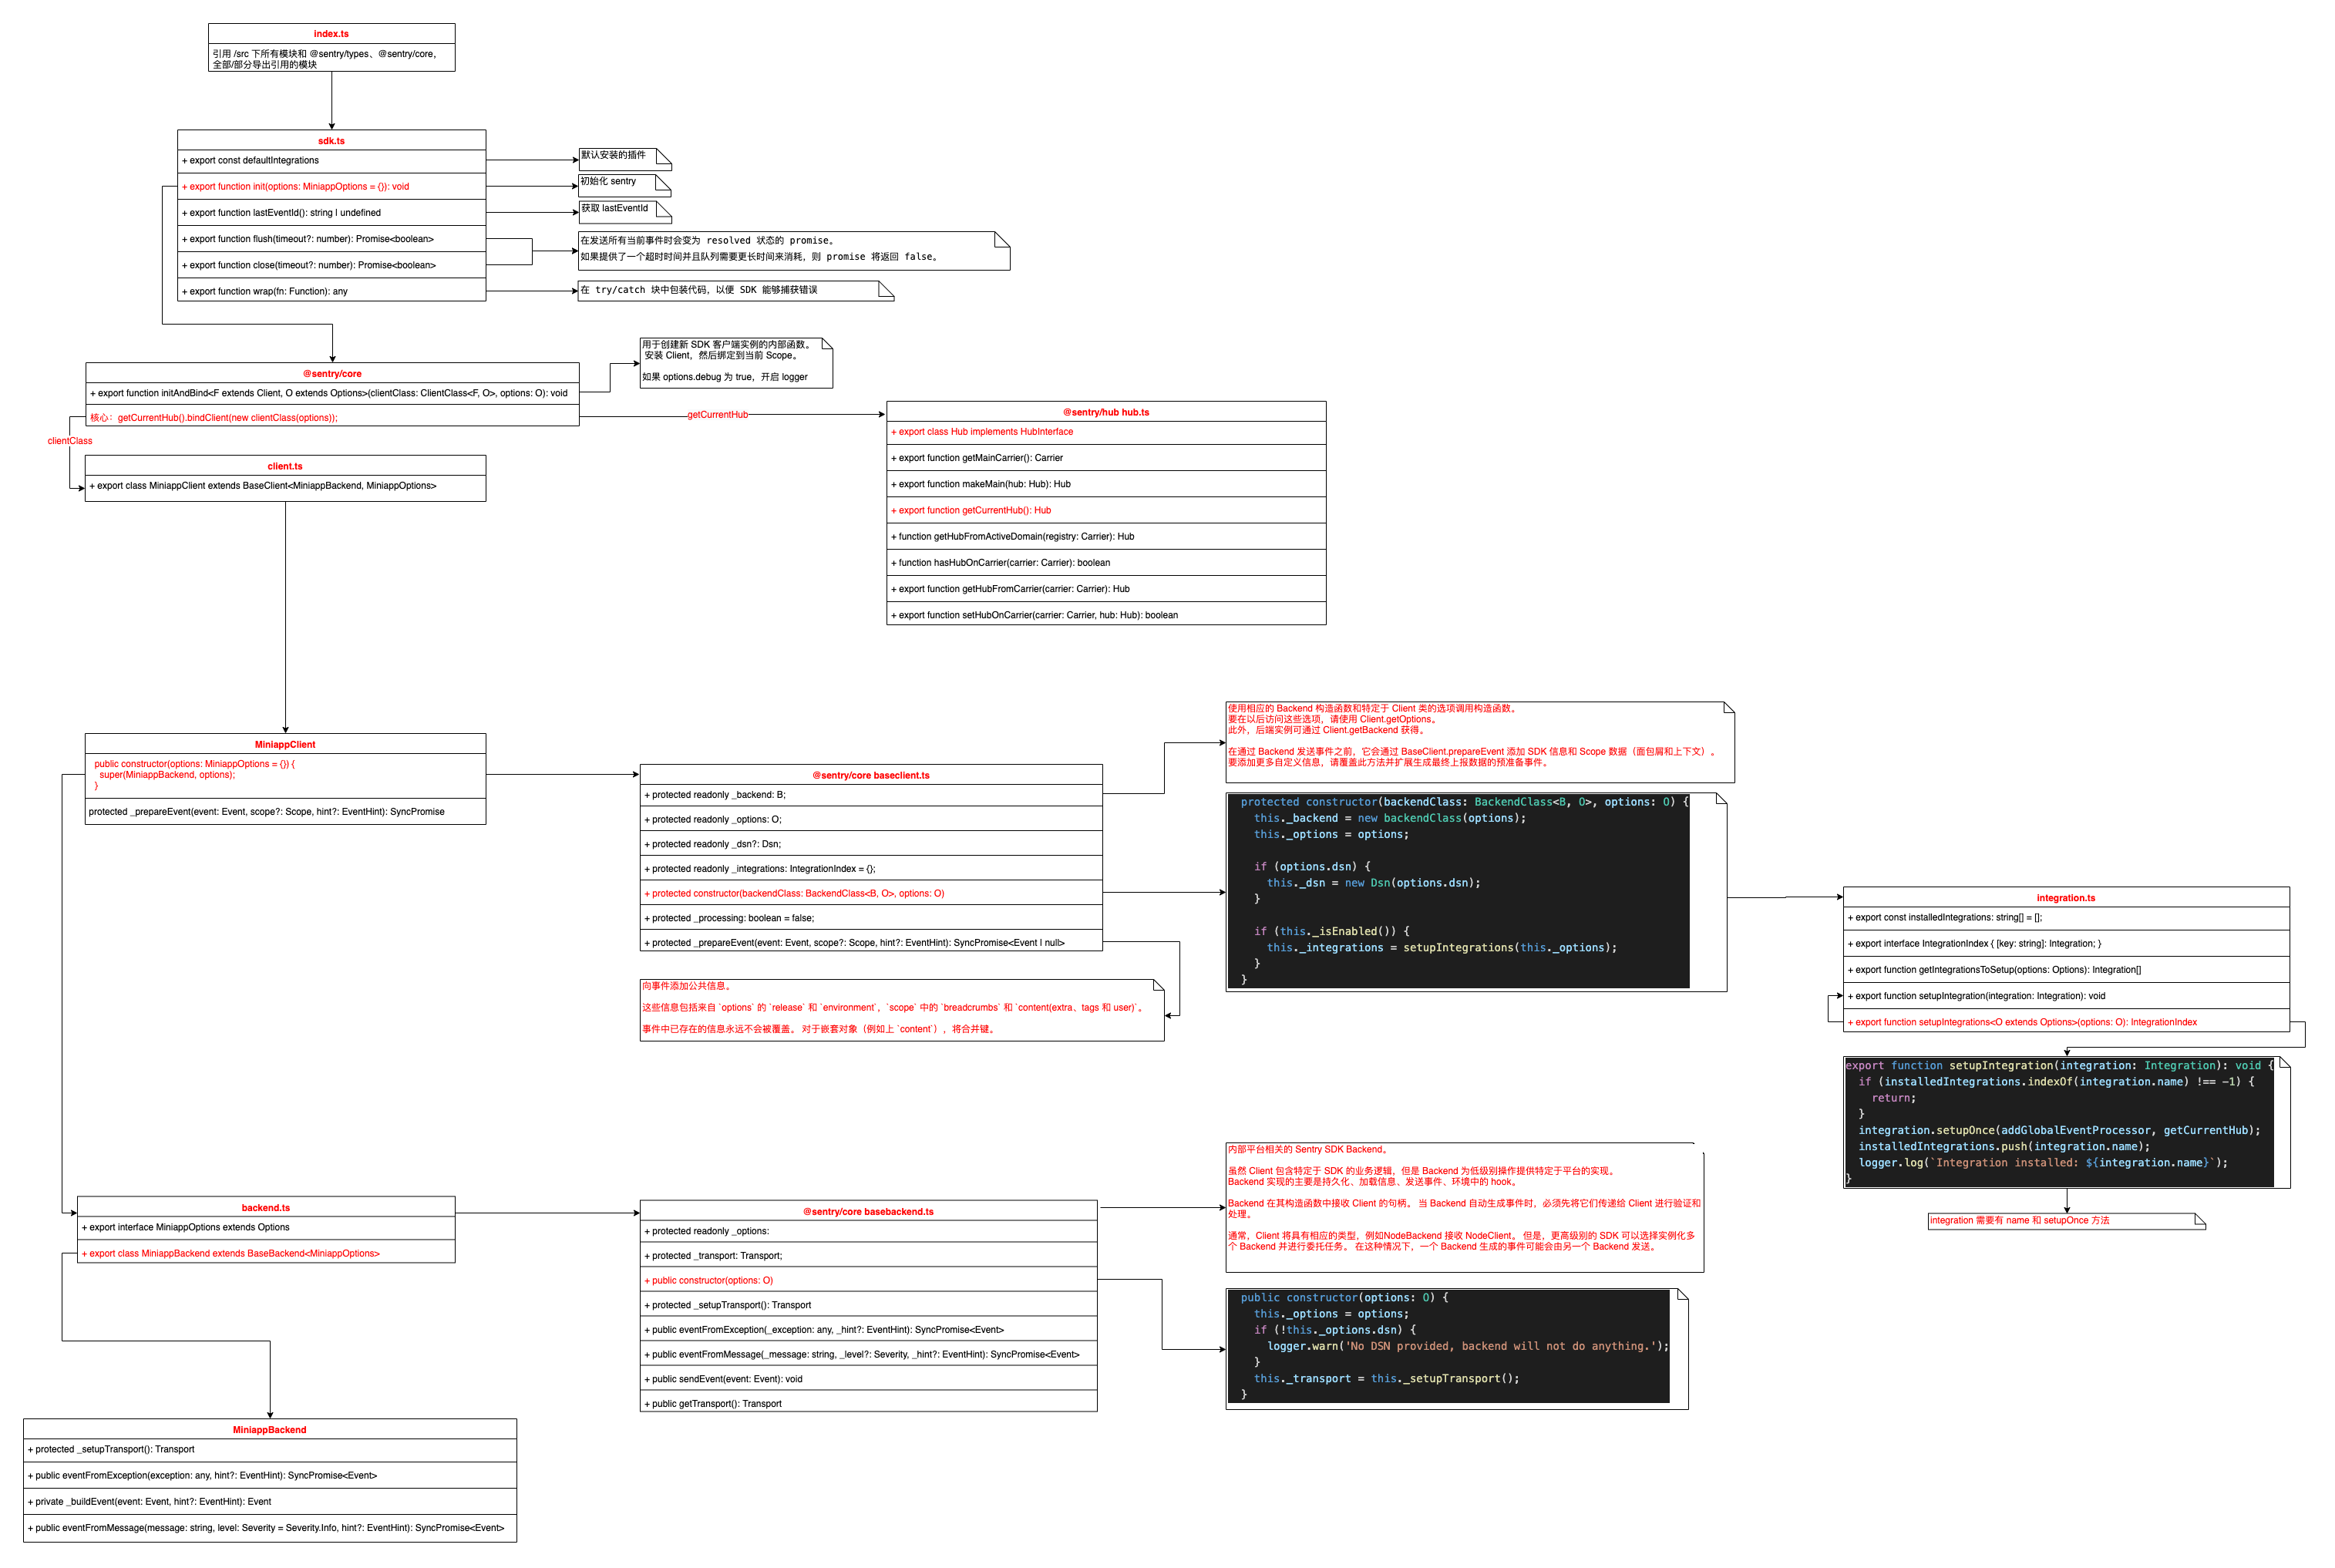 index.ts
引用 /src 下所有模块和 @sentry/types、@sentry/core，
全部/部分导出引用的模块
sdk.ts
+ export const defaultIntegrations
默认安装的插件
+ export function init(options: MiniappOptions = {}): void
初始化 sentry
+ export function lastEventId(): string | undefined
获取 lastEventId
+ export function flush(timeout?: number): Promise<boolean>
+ export function close(timeout?: number): Promise<boolean>
在发送所有当前事件时会变为 resolved 状态的 promise。
如果提供了一个超时时间并且队列需要更长时间来消耗，则 promise 将返回 false。
+ export function wrap(fn: Function): any
在 try/catch 块中包装代码，以便 SDK 能够捕获错误
@sentry/core
+ export function initAndBind<F extends Client, O extends Options>(clientClass: ClientClass<F, O>, options: O): void
核心：getCurrentHub().bindClient(new clientClass(options));
用于创建新 SDK 客户端实例的内部函数。
安装 Client，然后绑定到当前 Scope。
如果 options.debug 为 true，开启 logger
getCurrentHub
clientClass
@sentry/hub hub.ts
+ export class Hub implements HubInterface
+ export function getMainCarrier(): Carrier
+ export function makeMain(hub: Hub): Hub
+ export function getCurrentHub(): Hub
+ function getHubFromActiveDomain(registry: Carrier): Hub
+ function hasHubOnCarrier(carrier: Carrier): boolean
+ export function getHubFromCarrier(carrier: Carrier): Hub
+ export function setHubOnCarrier(carrier: Carrier, hub: Hub): boolean
client.ts
+ export class MiniappClient extends BaseClient<MiniappBackend, MiniappOptions>
MiniappClient
public constructor(options: MiniappOptions = {}) {
super(MiniappBackend, options);
}
protected _prepareEvent(event: Event, scope?: Scope, hint?: EventHint): SyncPromise
@sentry/core baseclient.ts
+ protected readonly _backend: B;
+ protected readonly _options: O;
+ protected readonly _dsn?: Dsn;
+ protected readonly _integrations: IntegrationIndex = {};
+ protected constructor(backendClass: BackendClass<B, O>, options: O)
+ protected _processing: boolean = false;
+ protected _prepareEvent(event: Event, scope?: Scope, hint?: EventHint): SyncPromise<Event | null>
使用相应的 Backend 构造函数和特定于 Client 类的选项调用构造函数。
要在以后访问这些选项，请使用 Client.getOptions。
此外，后端实例可通过 Client.getBackend 获得。
在通过 Backend 发送事件之前，它会通过 BaseClient.prepareEvent 添加 SDK 信息和 Scope 数据（面包屑和上下文）。
要添加更多自定义信息，请覆盖此方法并扩展生成最终上报数据的预准备事件。
protected constructor(backendClass: BackendClass<B, O>, options: O) {
this._backend = new backendClass(options);
this._options = options;
if (options.dsn) {
this._dsn = new Dsn(options.dsn);
}
if (this._isEnabled()) {
this._integrations = setupIntegrations(this._options);
}
}
向事件添加公共信息。
这些信息包括来自 `options` 的 `release` 和 `environment`，`scope` 中的 `breadcrumbs` 和 `content(extra、tags 和 user)`。
事件中已存在的信息永远不会被覆盖。 对于嵌套对象（例如上 `content`），将合并键。
integration.ts
+ export const installedIntegrations: string[] = [];
+ export interface IntegrationIndex { [key: string]: Integration; }
+ export function getIntegrationsToSetup(options: Options): Integration[]
+ export function setupIntegration(integration: Integration): void
+ export function setupIntegrations<O extends Options>(options: O): IntegrationIndex
export function setupIntegration(integration: Integration): void {
if (installedIntegrations.indexOf(integration.name) !== -1) {
return;
}
integration.setupOnce(addGlobalEventProcessor, getCurrentHub);
installedIntegrations.push(integration.name);
logger.log(`Integration installed: ${integration.name}`);
}
integration 需要有 name 和 setupOnce 方法
backend.ts
+ export interface MiniappOptions extends Options
+ export class MiniappBackend extends BaseBackend<MiniappOptions>
@sentry/core basebackend.ts
+ protected readonly _options:
+ protected _transport: Transport;
+ public constructor(options: O)
+ protected _setupTransport(): Transport
+ public eventFromException(_exception: any, _hint?: EventHint): SyncPromise<Event>
+ public eventFromMessage(_message: string, _level?: Severity, _hint?: EventHint): SyncPromise<Event>
+ public sendEvent(event: Event): void
+ public getTransport(): Transport
内部平台相关的 Sentry SDK Backend。
虽然 Client 包含特定于 SDK 的业务逻辑，但是 Backend 为低级别操作提供特定于平台的实现。
Backend 实现的主要是持久化、加载信息、发送事件、环境中的 hook。
Backend 在其构造函数中接收 Client 的句柄。 当 Backend 自动生成事件时，必须先将它们传递给 Client 进行验证和
处理。
通常，Client 将具有相应的类型，例如NodeBackend 接收 NodeClient。 但是，更高级别的 SDK 可以选择实例化多
个 Backend 并进行委托任务。 在这种情况下，一个 Backend 生成的事件可能会由另一个 Backend 发送。
public constructor(options: O) {
this._options = options;
if (!this._options.dsn) {
logger.warn('No DSN provided, backend will not do anything.');
}
this._transport = this._setupTransport();
}
MiniappBackend
+ protected _setupTransport(): Transport
+ public eventFromException(exception: any, hint?: EventHint): SyncPromise<Event>
+ private _buildEvent(event: Event, hint?: EventHint): Event
+ public eventFromMessage(message: string, level: Severity = Severity.Info, hint?: EventHint): SyncPromise<Event>